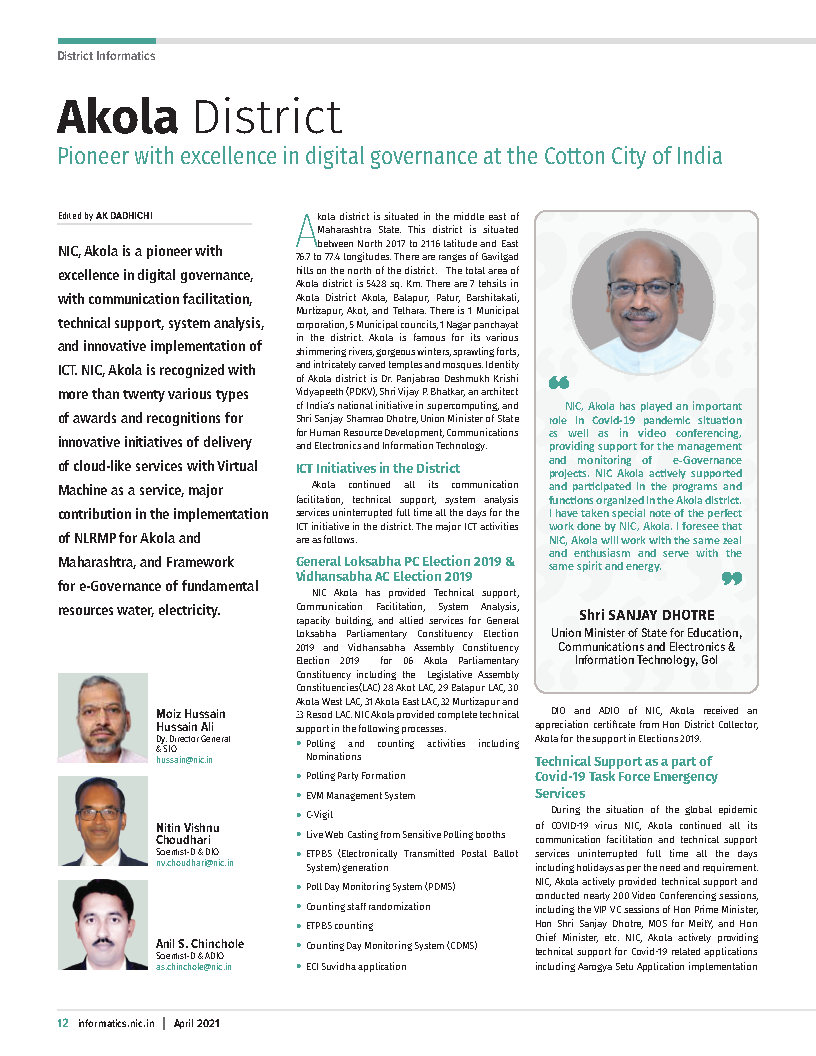 District Informatics
Akola District
Pioneer with excellence in digital governance at the Cotton City of India
Edited by AK DADHICHI
NIC, Akola is a pioneer with
excellence in digital governance,
with communication facilitation,
technical support, system analysis,
and innovative implementation of
ICT. NIC, Akola is recognized with
more than twenty various types
of awards and recognitions for
innovative initiatives of delivery
of cloud-like services with Virtual
Machine as a service, major
contribution in the implementation
of NLRMP for Akola and
Maharashtra, and Framework
for e-Governance of fundamental
resources water, electricity.
Moiz Hussain
Hussain Ali
Dy. Director General
& SIO
hussain@nic.in
Nitin Vishnu
Choudhari
Scientist-D & DIO
nv.choudhari@nic.in
Anil S. Chinchole
Scientist-D & ADIO
as.chinchole@nic.in
Akola district is situated in the middle east of
Maharashtra State. This district is situated
between North 2017 to 2116 latitude and East
76.7 to 77.4 longitudes. There are ranges of Gavilgad
hills on the north of the district. The total area of
Akola district is 5428 sq. Km. There are 7 tehsils in
Akola District Akola, Balapur, Patur, Barshitakali,
Murtizapur, Akot, and Telhara. There is 1 Municipal
corporation, 5 Municipal councils, 1 Nagar panchayat
in the district. Akola is famous for its various
shimmering rivers, gorgeous winters, sprawling forts,
and intricately carved temples and mosques. Identity
of Akola district is Dr. Panjabrao Deshmukh Krishi
Vidyapeeth (PDKV), Shri Vijay P. Bhatkar, an architect
of India's national initiative in supercomputing, and
Shri Sanjay Shamrao Dhotre, Union Minister of State
for Human Resource Development, Communications
and Electronics and Information Technology.
ICT Initiatives in the District
Akola continued all its communication
facilitation, technical support, system analysis
services uninterrupted full time all the days for the
ICT initiative in the district. The major ICT activities
are as follows.
General Loksabha PC Election 2019 &
Vidhansabha AC Election 2019
NIC Akola has provided Technical support,
Communication Facilitation, System Analysis,
capacity building, and allied services for General
Loksabha Parliamentary Constituency Election
2019 and Vidhansabha Assembly Constituency
Election 2019 for 06 Akola Parliamentary
Constituency including the Legislative Assembly
Constituencies(LAC) 28 Akot LAC, 29 Balapur LAC, 30
Akola West LAC, 31 Akola East LAC, 32 Murtizapur and
33 Resod LAC. NIC Akola provided complete technical
support in the following processes.
• Polling and counting activities including
Nominations
• Polling Party Formation
• EVM Management System
• C-Vigil
• Live Web Casting from Sensitive Polling booths
• ETPBS (Electronically Transmitted Postal Ballot
System) generation
• Poll Day Monitoring System (PDMS)
• Counting staff randomization
• ETPBS counting
• Counting Day Monitoring System (CDMS)
• ECI Suvidha application
❝
NIC, Akola has played an important
role in Covid-19 pandemic situation
as well as in video conferencing,
providing support for the management
and monitoring of e-Governance
projects. NIC Akola actively supported
and participated in the programs and
functions organized in the Akola district.
I have taken special note of the perfect
work done by NIC, Akola. I foresee that
NIC, Akola will work with the same zeal
and enthusiasm and serve with the
same spirit and energy.
❞
Shri SANJAY DHOTRE
Union Minister of State for Education,
Communications and Electronics &
Information Technology, GoI
DIO and ADIO of NIC, Akola received an
appreciation certificate from Hon District Collector,
Akola for the support in Elections 2019.
Technical Support as a part of
Covid-19 Task Force Emergency
Services
During the situation of the global epidemic
of COVID-19 virus NIC, Akola continued all its
communication facilitation and technical support
services uninterrupted full time all the days
including holidays as per the need and requirement.
NIC, Akola actively provided technical support and
conducted nearly 200 Video Conferencing sessions,
including the VIP VC sessions of Hon Prime Minister,
Hon Shri Sanjay Dhotre, MOS for MeitY, and Hon
Chief Minister, etc. NIC, Akola actively providing
technical support for Covid-19 related applications
including Aarogya Setu Application implementation
12 informatics.nic.in | April 2021